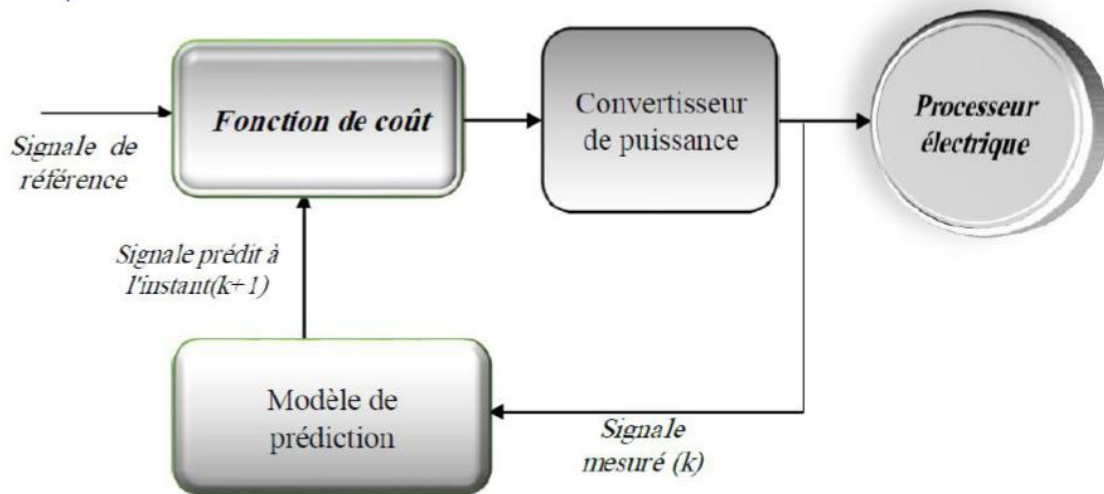 Signale de
référence
Fonction de coût
Convertisseur
de puissance
Processeur
électrique
Signale prédit à
l'instant(k+1)
Modèle de
prédiction
Signale
mesuré (k)